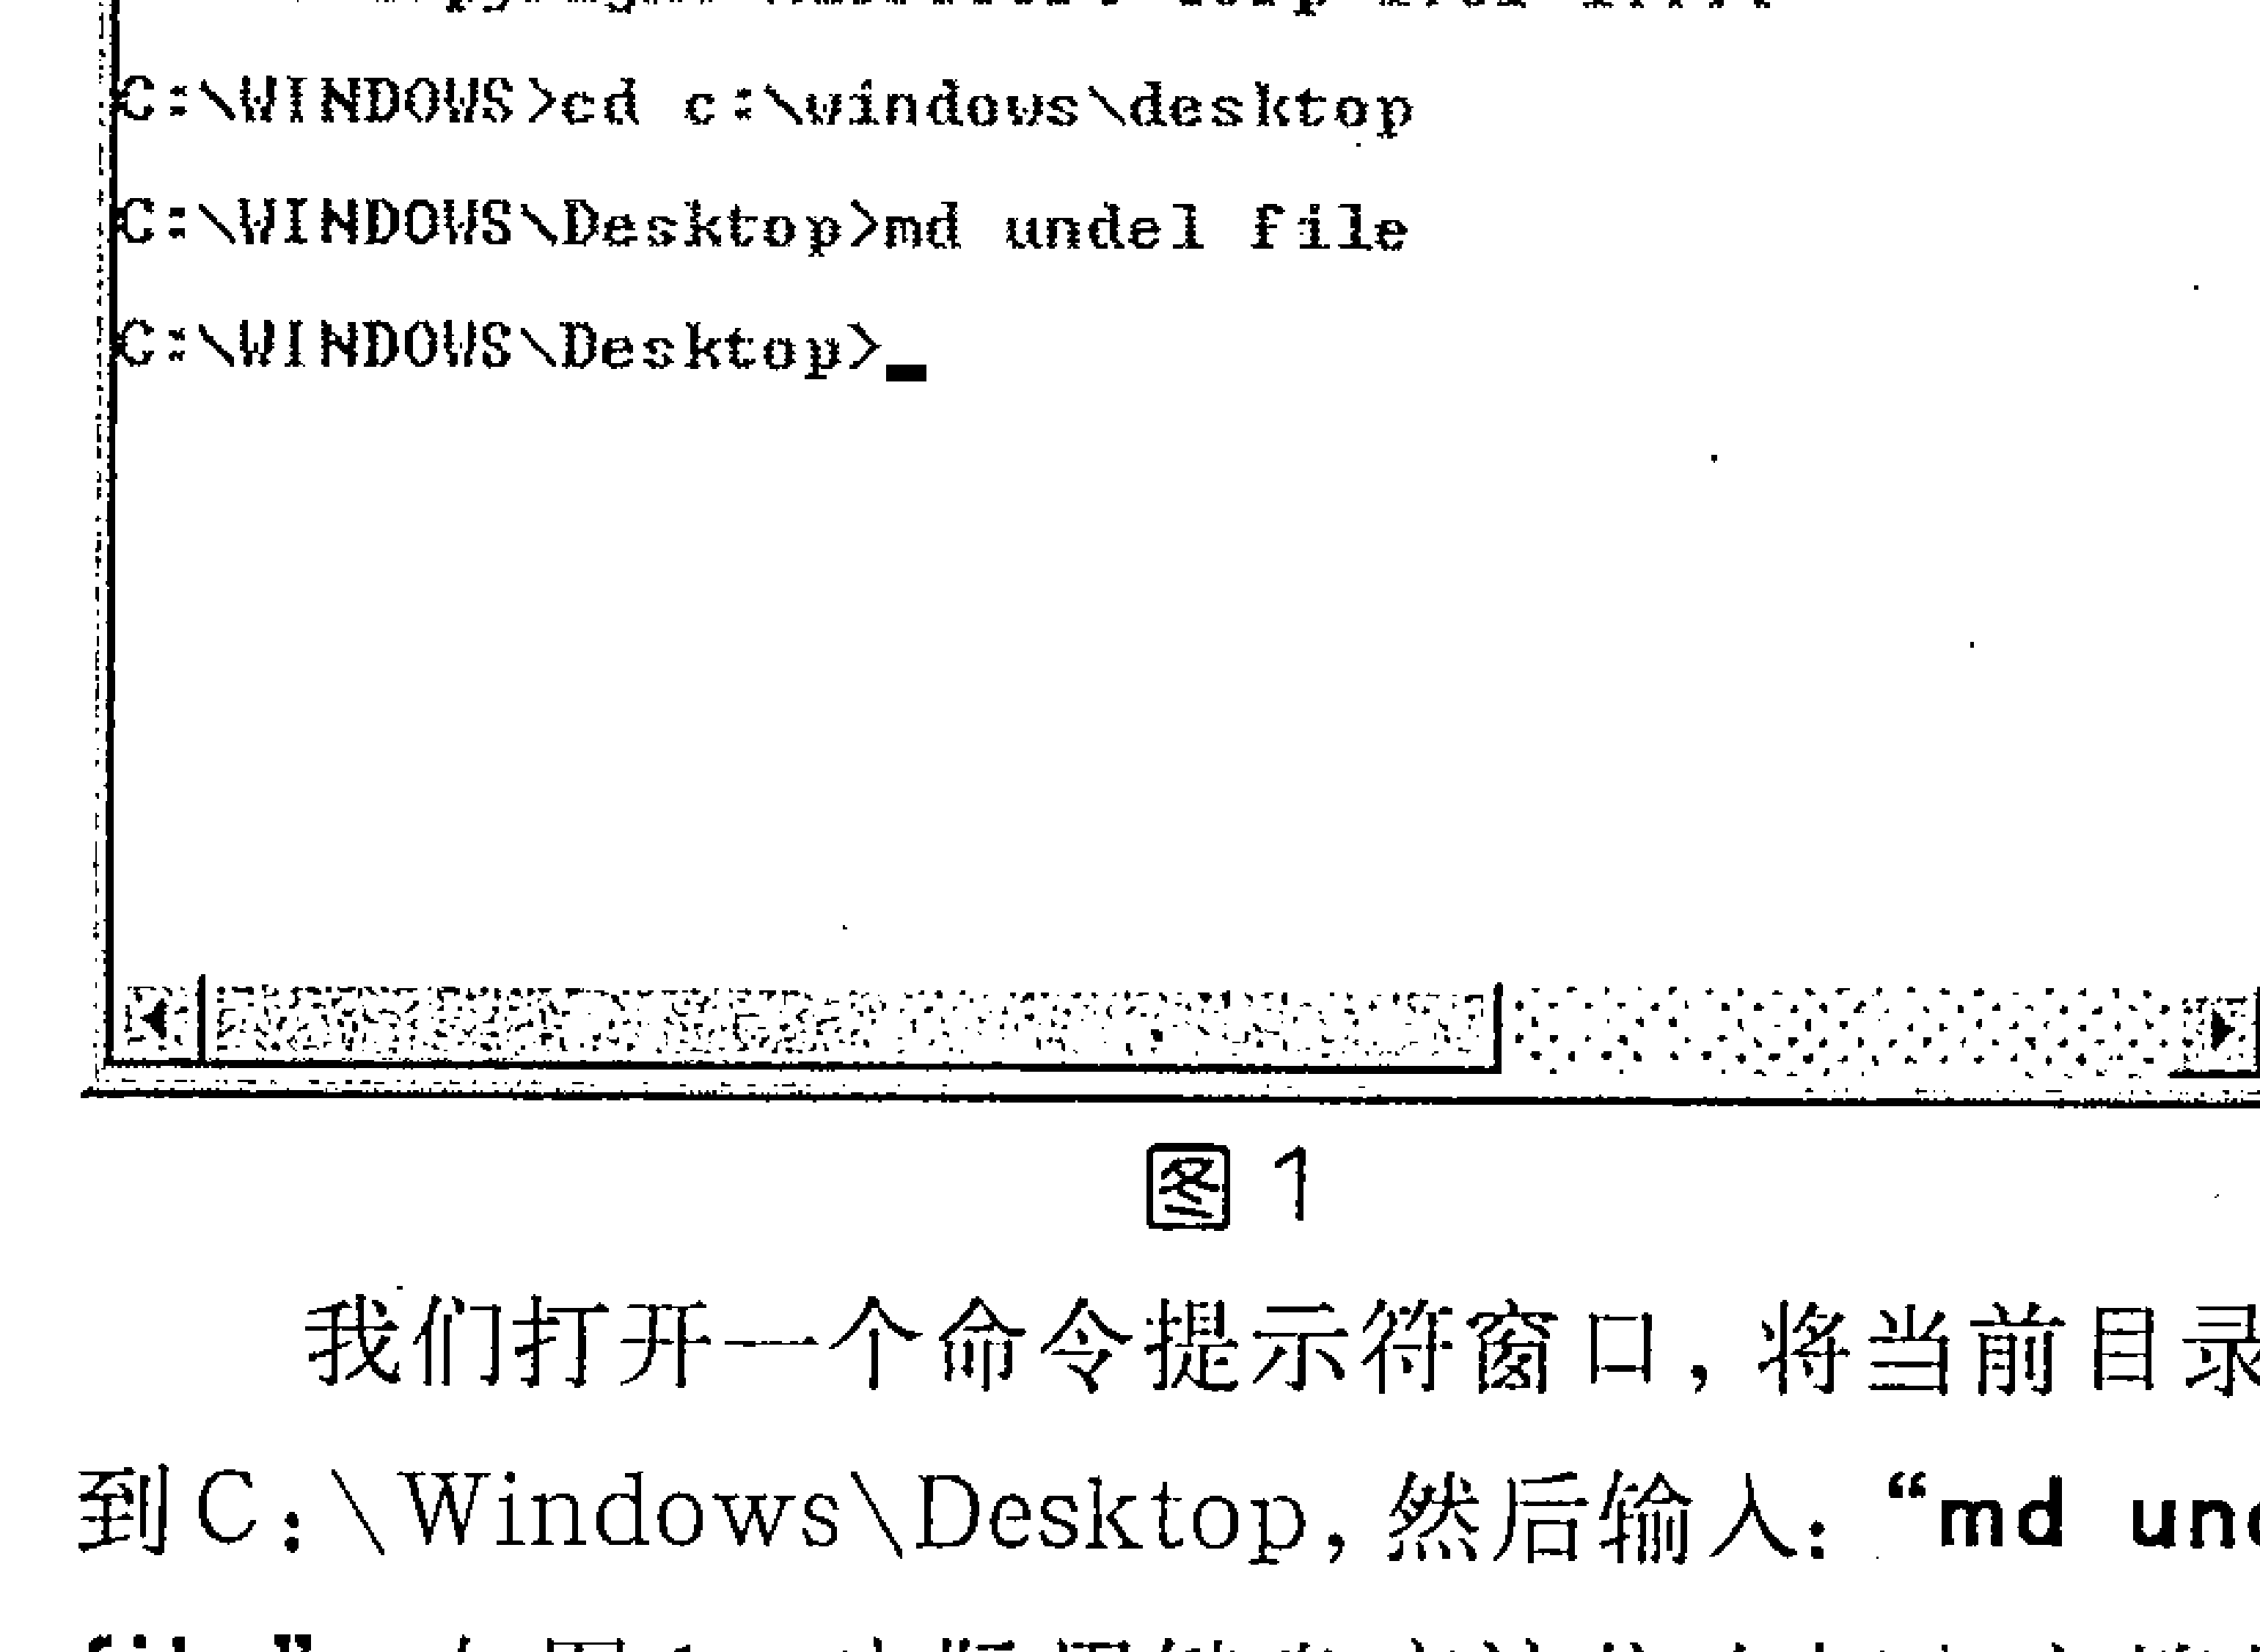 C:\WINDOWS>cd c:\windows\desktop
C:\WINDOWS\Desktop>md undel file
C:\WINDOWS\Desktop>
图 1
我们打开一个命令提示符窗口，将当前目录
到C：\Windows\Desktop，然后输入：“md und